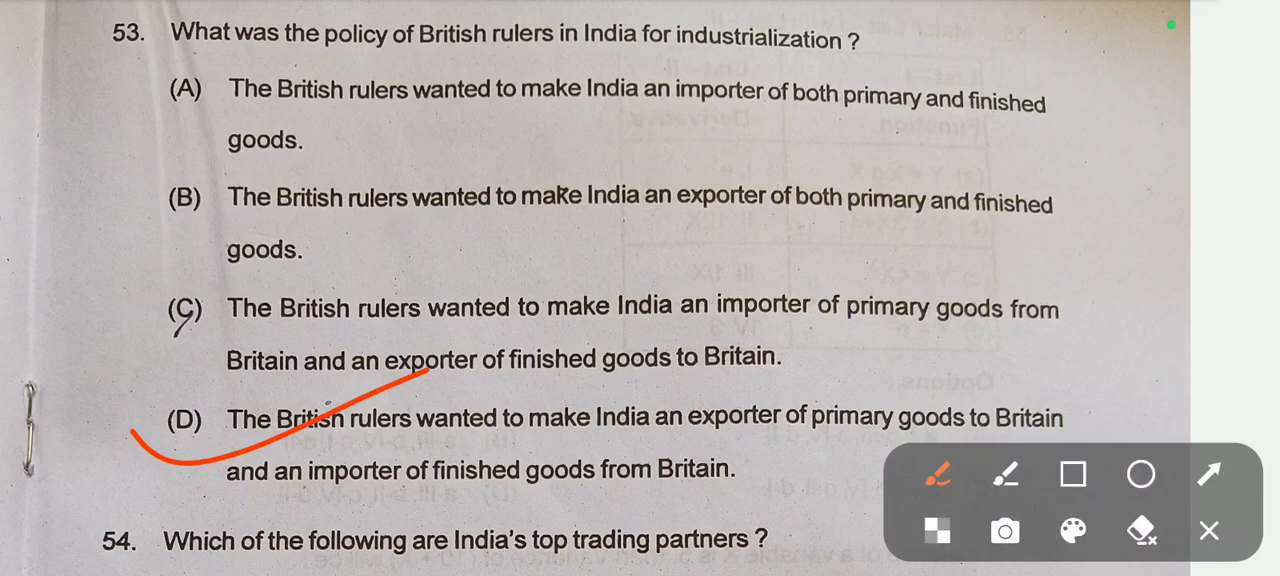 53. What was the policy of British rulers in India for industrialization ?
(A) The British rulers wanted to make India an importer of both primary and finished
goods.
(B) The British rulers wanted to make India an exporter of both primary and finished
goods.
(C) The British rulers wanted to make India an importer of primary goods from
Britain and an exporter of finished goods to Britain.
(D) The British rulers wanted to make India an exporter of primary goods to Britain
and an importer of finished goods from Britain.
54. Which of the following are India's top trading partners ?